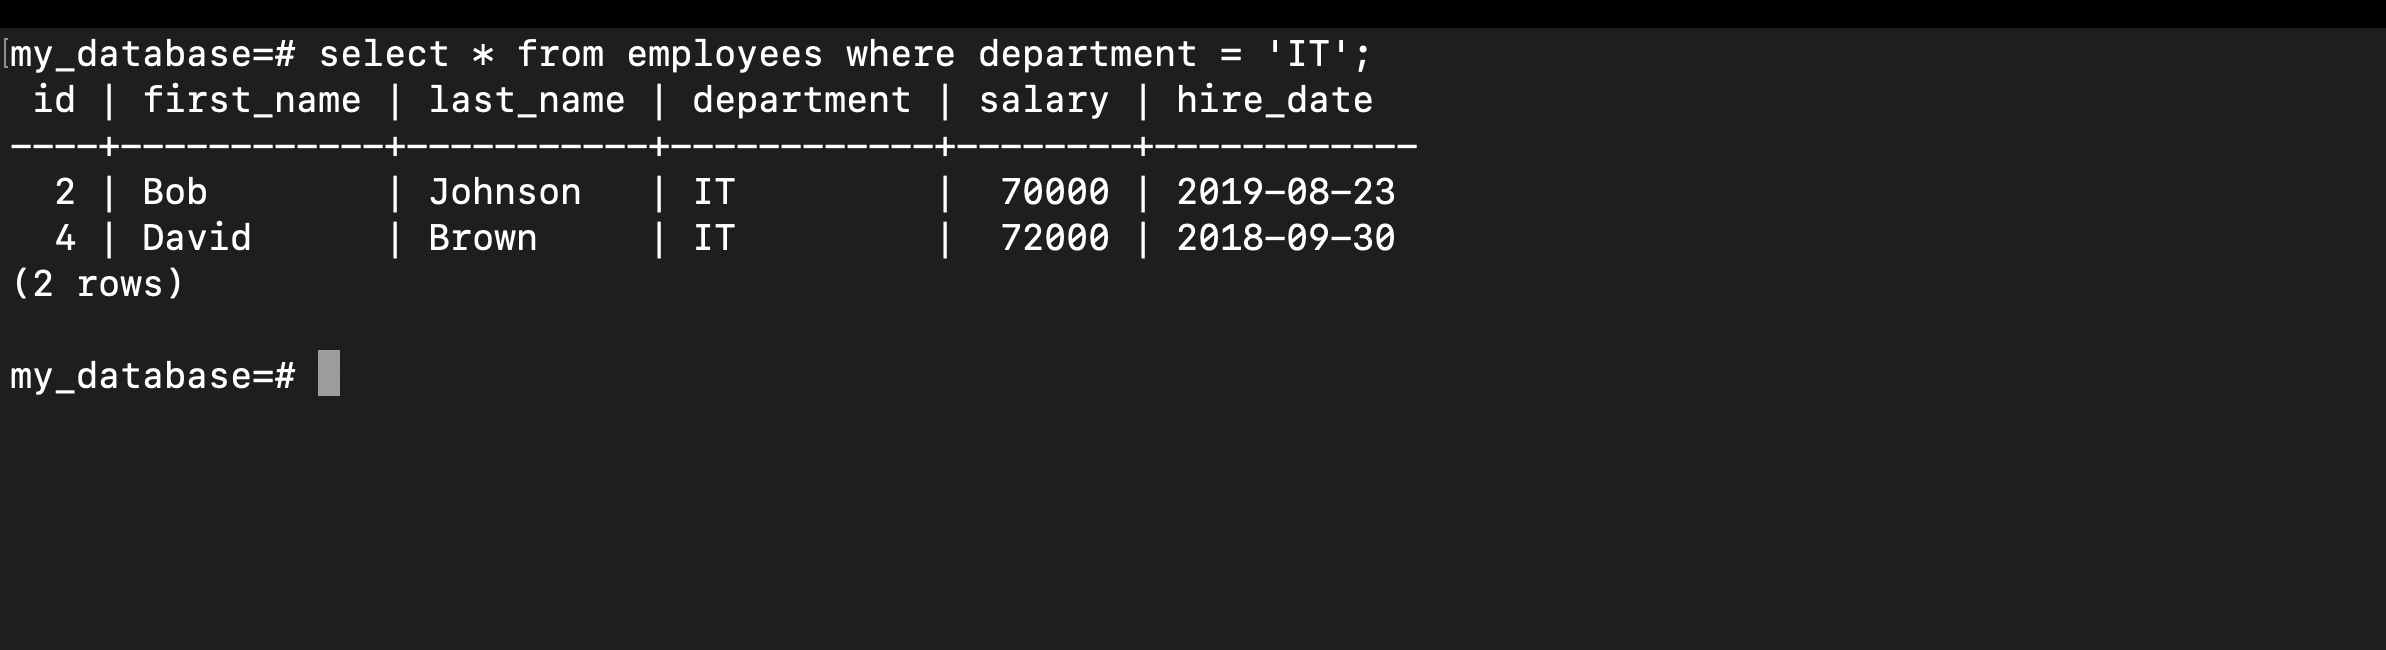 my_database=# select * from employees where department = 'IT';
 id | first_name | last_name | department | salary | hire_date
----+------------+-----------+------------+--------+------------
  2 | Bob        | Johnson   | IT         |  70000 | 2019-08-23
  4 | David      | Brown     | IT         |  72000 | 2018-09-30
(2 rows)

my_database=#